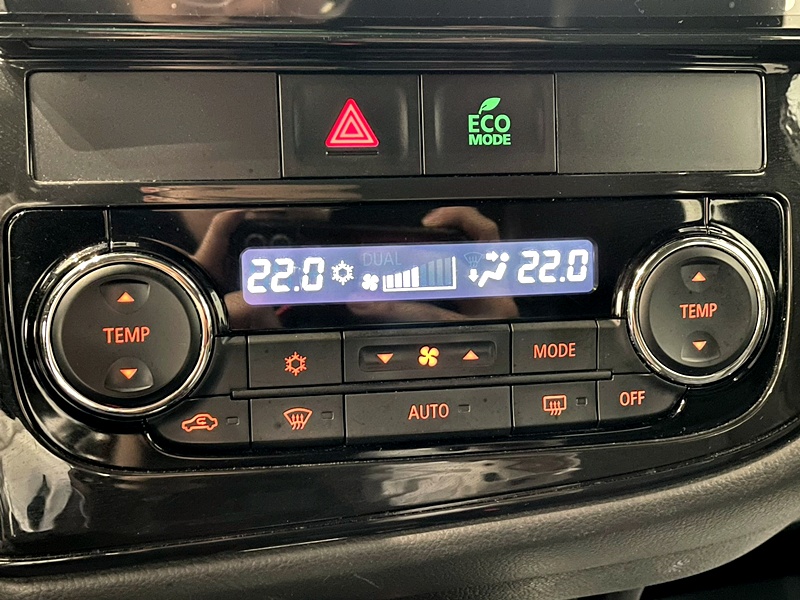 ECO
MODE
22.0 DUAL 22.0
TEMP
TEMP
MODE
AUTO
OFF